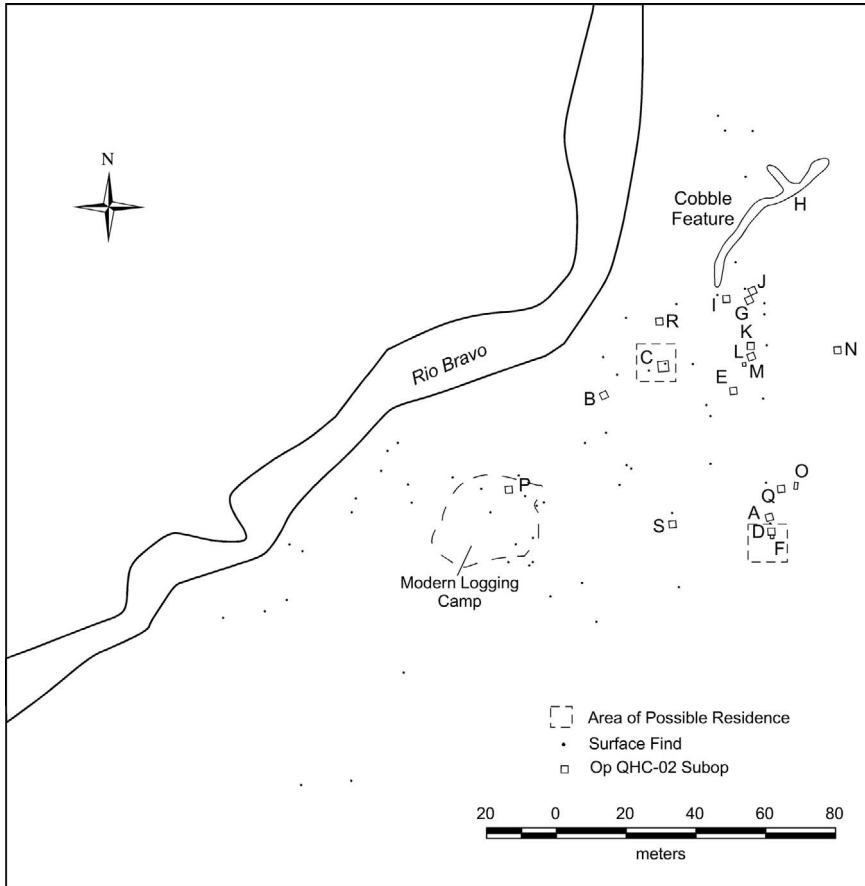 N
Cobble
Feature
H
J
I
G
R
K
N
L
C
M
Rio Bravo
E
B
O
P
Q
A
S
D
F
Modern Logging
Camp
Area of Possible Residence
Surface Find
Op QHC-02 Subop
20 0 20 40 60 80
meters